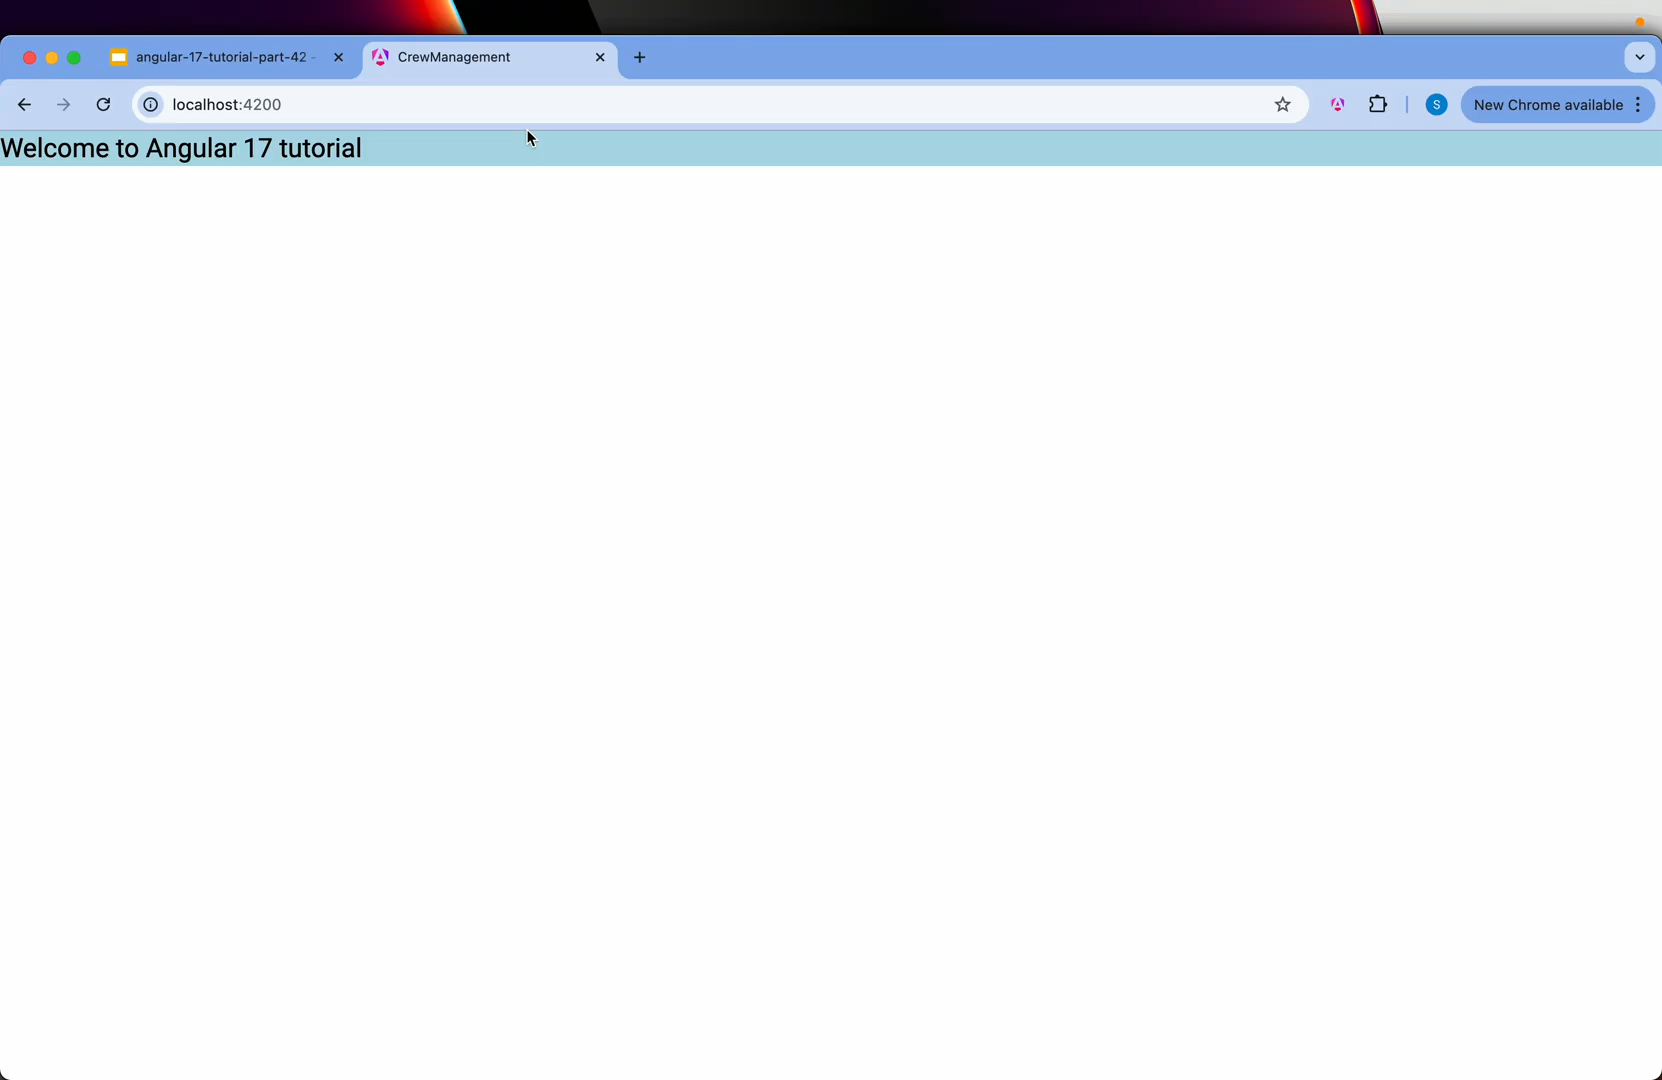 angular-17-tutorial-part-42 -
CrewManagement
localhost:4200
S
New Chrome available
Welcome to Angular 17 tutorial